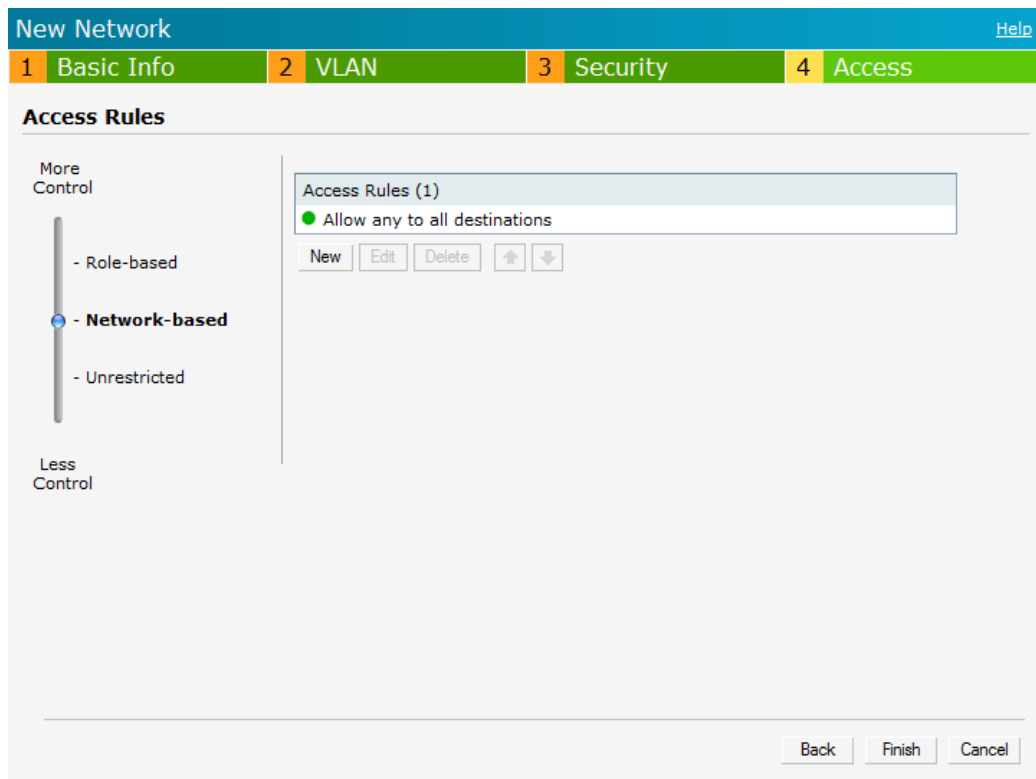 New Network
Help
1 Basic Info 2 VLAN 3 Security 4 Access
Access Rules
More
Control
- Role-based
- Network-based
- Unrestricted
Less
Control
Access Rules (1)
Allow any to all destinations
New Edit Delete
Back Finish Cancel